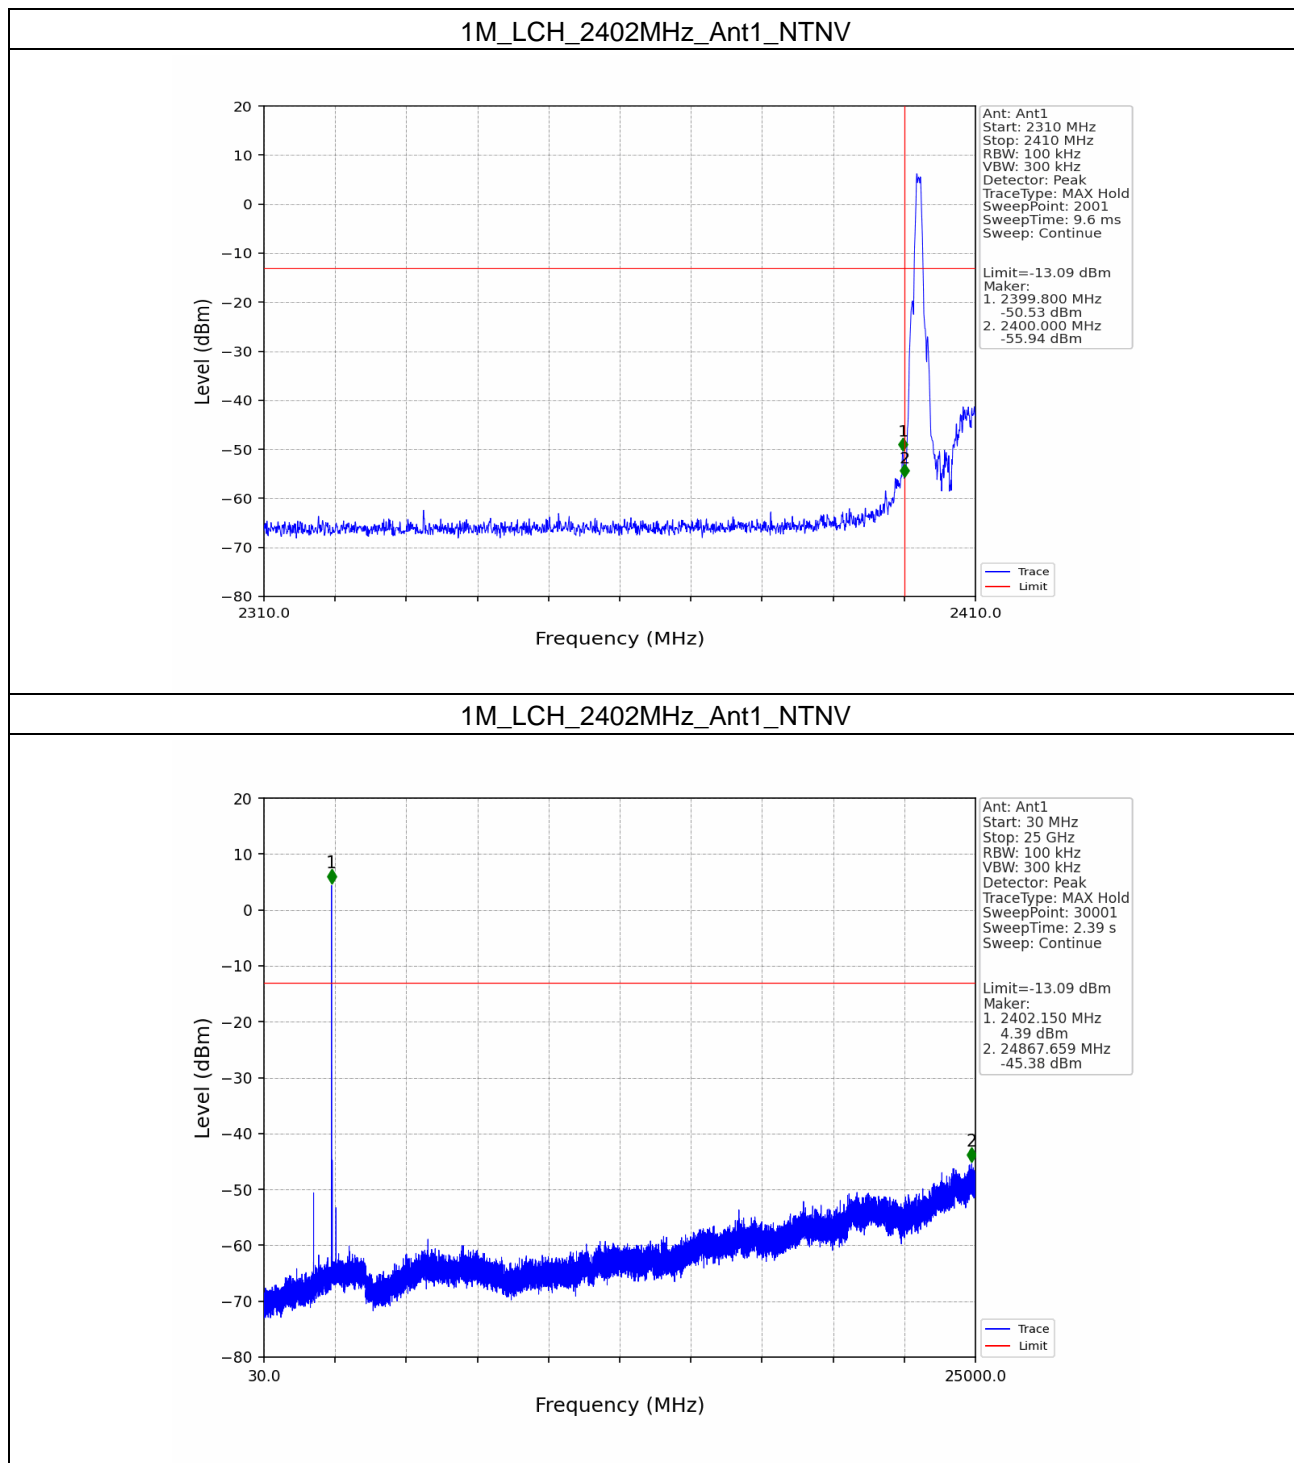 1M_LCH_2402MHz_Ant1_NTNV
20
10
0
−10
−20
−30
−40
−50
−60
−70
−80
Level (dBm)
1
2
2310.0
2410.0
Frequency (MHz)
Ant: Ant1
Start: 2310 MHz
Stop: 2410 MHz
RBW: 100 kHz
VBW: 300 kHz
Detector: Peak
TraceType: MAX Hold
SweepPoint: 2001
SweepTime: 9.6 ms
Sweep: Continue
Limit=-13.09 dBm
Maker:
1. 2399.800 MHz
-50.53 dBm
2. 2400.000 MHz
-55.94 dBm
Trace
Limit
1M_LCH_2402MHz_Ant1_NTNV
20
10
0
−10
−20
−30
−40
−50
−60
−70
−80
Level (dBm)
1
2
30.0
25000.0
Frequency (MHz)
Ant: Ant1
Start: 30 MHz
Stop: 25 GHz
RBW: 100 kHz
VBW: 300 kHz
Detector: Peak
TraceType: MAX Hold
SweepPoint: 30001
SweepTime: 2.39 s
Sweep: Continue
Limit=-13.09 dBm
Maker:
1. 2402.150 MHz
4.39 dBm
2. 24867.659 MHz
-45.38 dBm
Trace
Limit